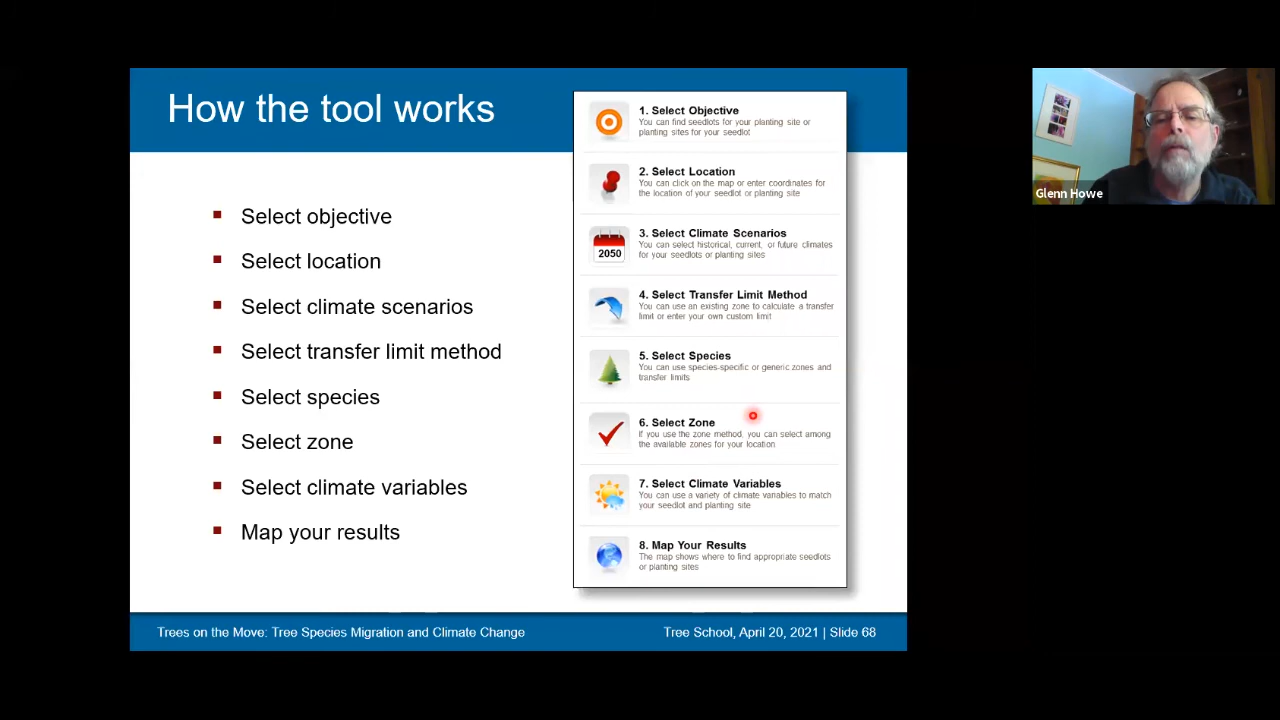 How the tool works
Select objective
Select location
Select climate scenarios
Select transfer limit method
Select species
Select zone
Select climate variables
Map your results
1. Select Objective
You can find seedlots for your planting site or
planting sites for your seedlot
2. Select Location
You can click on the map or enter coordinates for
the location of your seedlot or planting site
2050
3. Select Climate Scenarios
You can select historical, current, or future climates
for your seedlots or planting sites
4. Select Transfer Limit Method
You can use an existing zone to calculate a transfer
limit or enter your own custom limit
5. Select Species
You can use species-specific or generic zones and
transfer limits
6. Select Zone
If you use the zone method, you can select among
the available zones for your location
7. Select Climate Variables
You can use a variety of climate variables to match
your seedlot and planting site
8. Map Your Results
The map shows where to find appropriate seedlots
or planting sites
Trees on the Move: Tree Species Migration and Climate Change
Tree School, April 20, 2021 | Slide 68
Glenn Howe